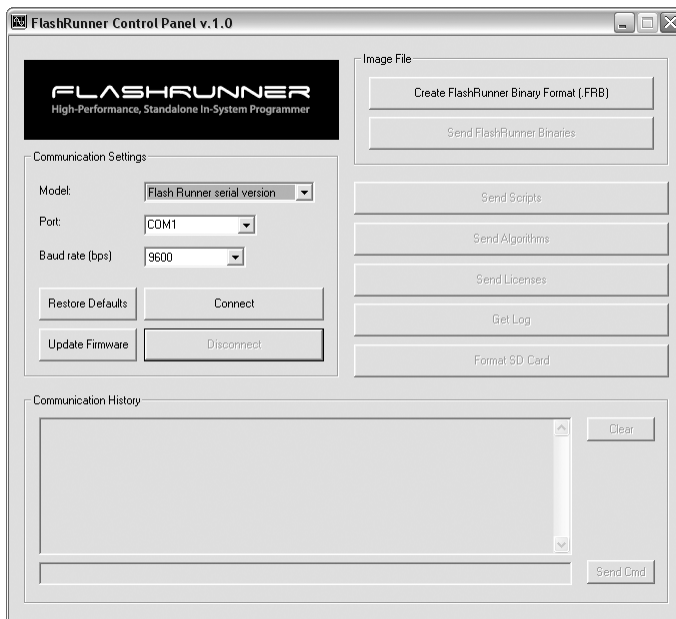 FlashRunner Control Panel v.1.0
FLASHRUNNER
High-Performance, Standalone In-System Programmer
Communication Settings
Model:
Flash Runner serial version
Port:
COM1
Baud rate (bps)
9600
Restore Defaults
Connect
Update Firmware
Disconnect
Image File
Create FlashRunner Binary Format (.FRB)
Send FlashRunner Binaries
Send Scripts
Send Algorithms
Send Licenses
Get Log
Format SD Card
Communication History
Clear
Send Cmd